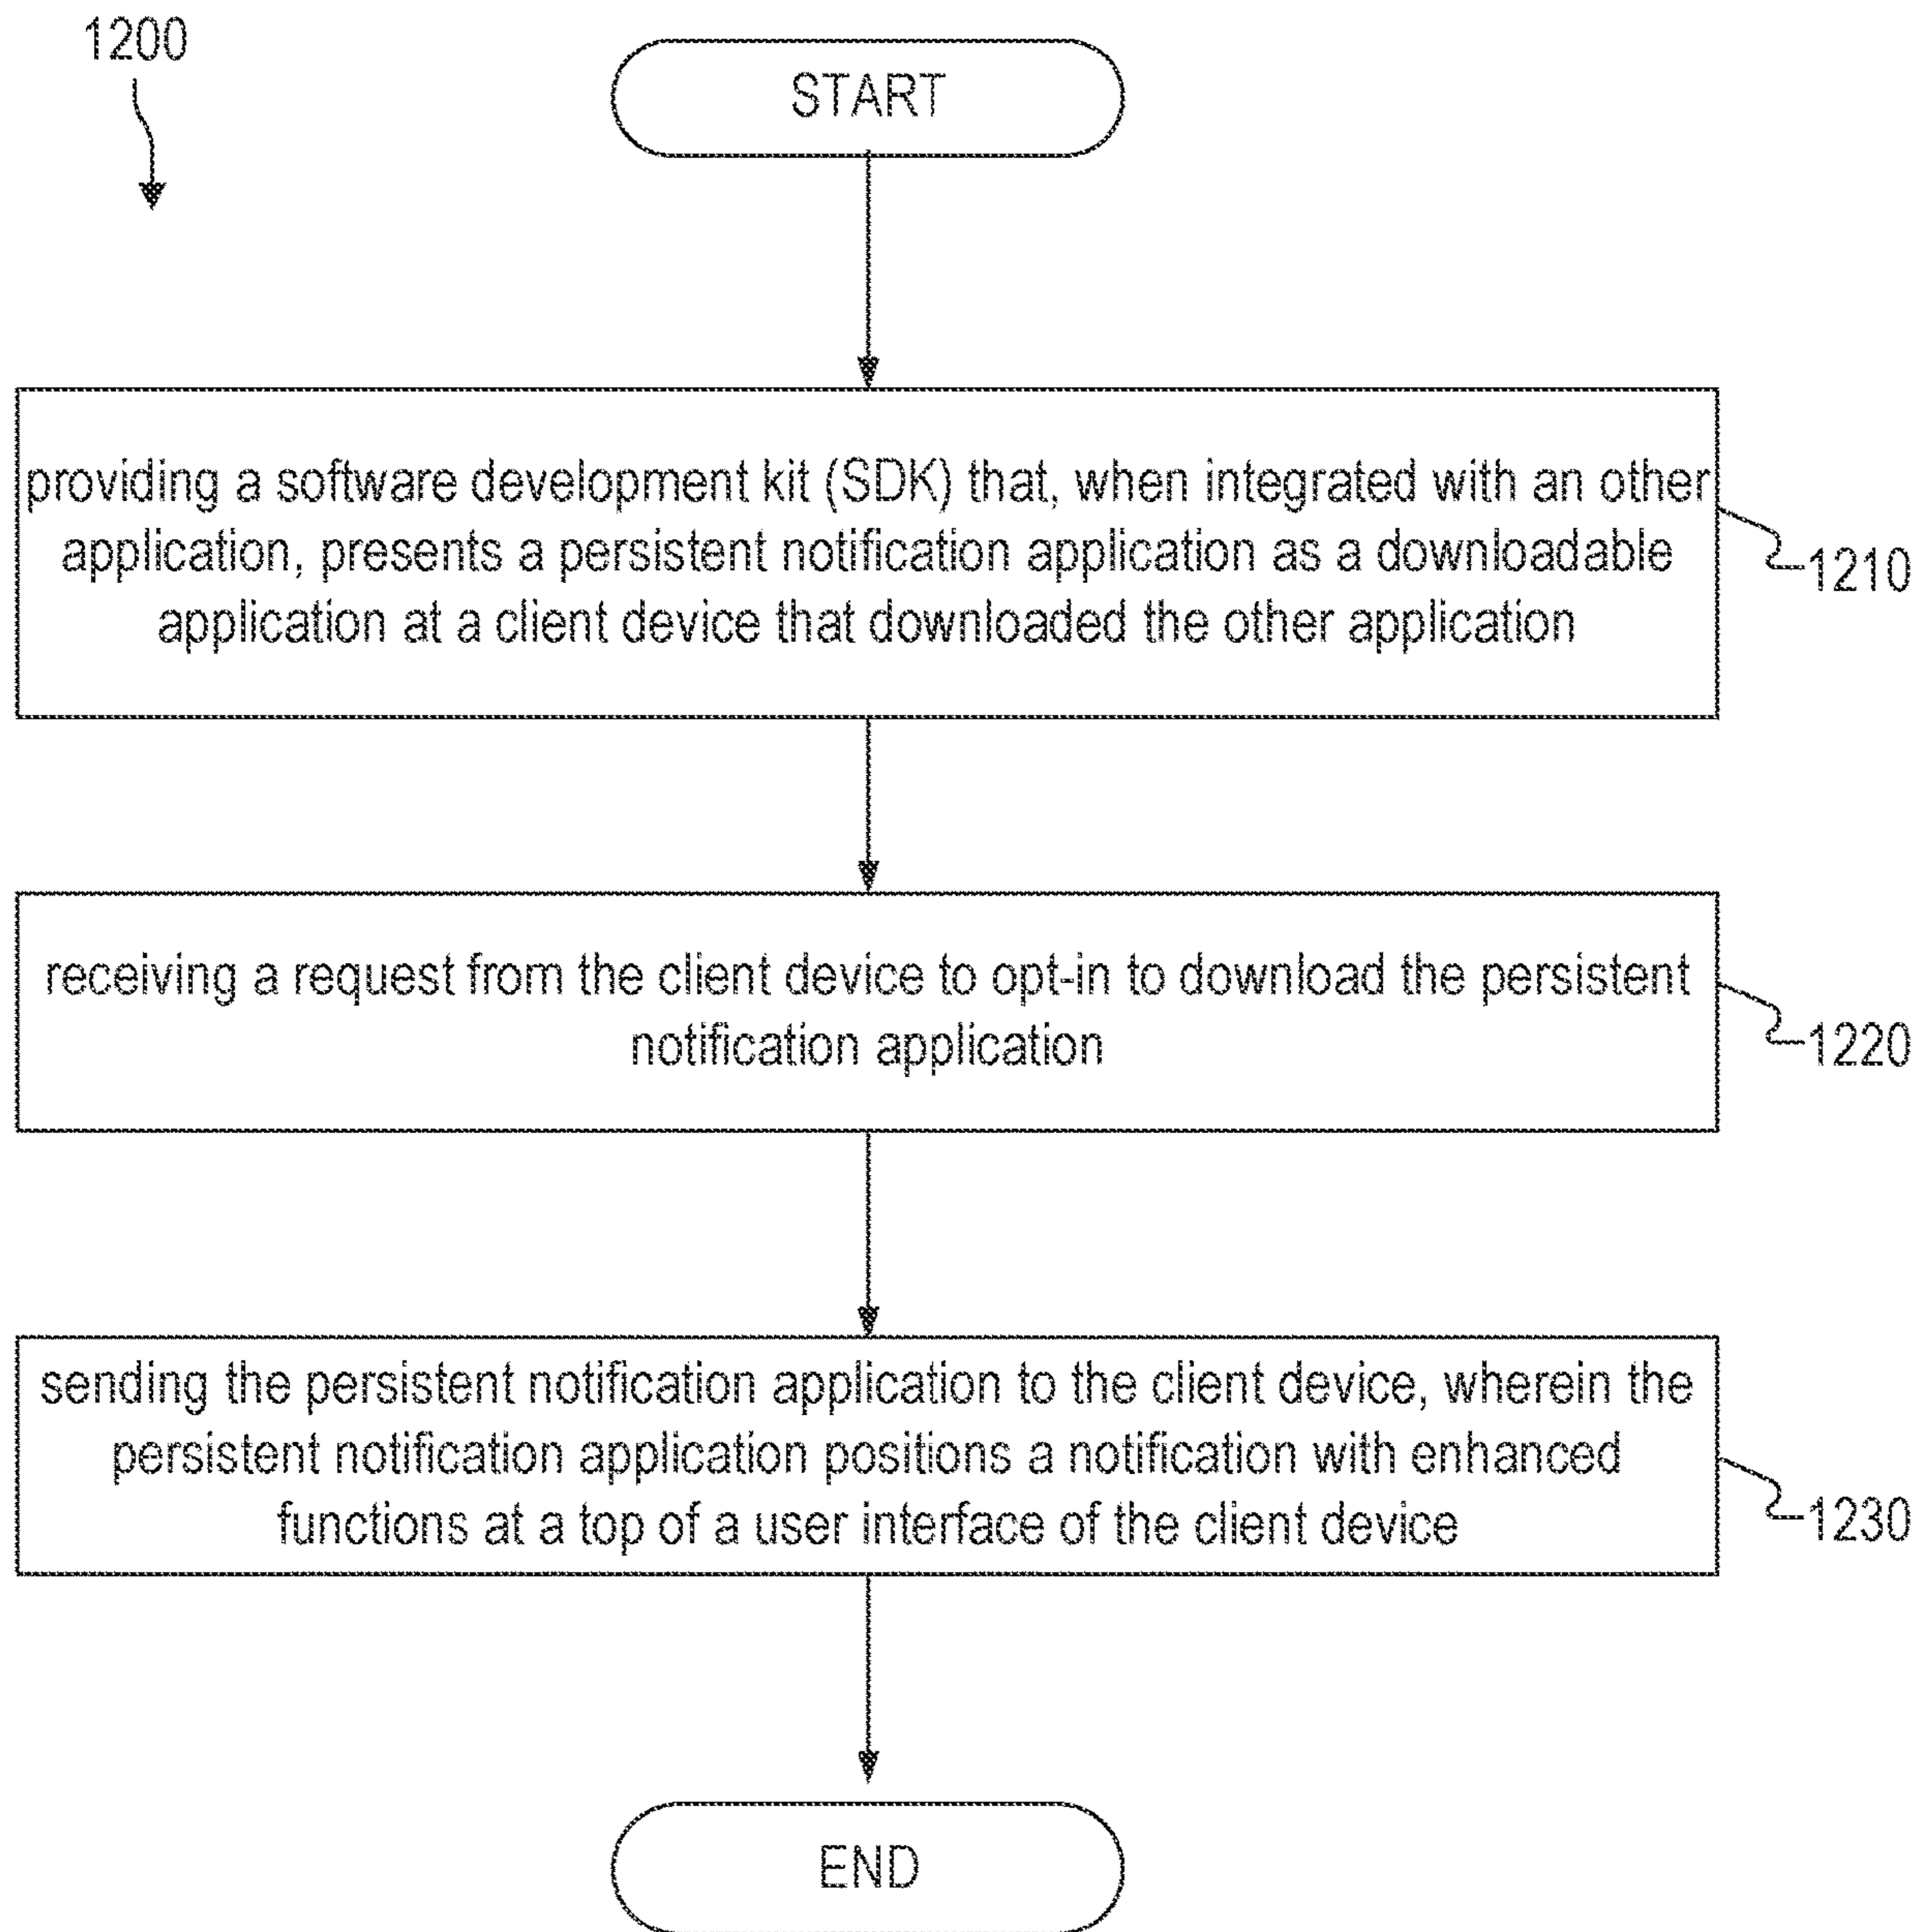 1200
START
providing a software development kit (SDK) that, when integrated with an other
application, presents a persistent notification application as a downloadable
application at a client device that downloaded the other application
1210
receiving a request from the client device to opt-in to download the persistent
notification application
1220
sending the persistent notification application to the client device, wherein the
persistent notification application positions a notification with enhanced
functions at a top of a user interface of the client device
1230
END